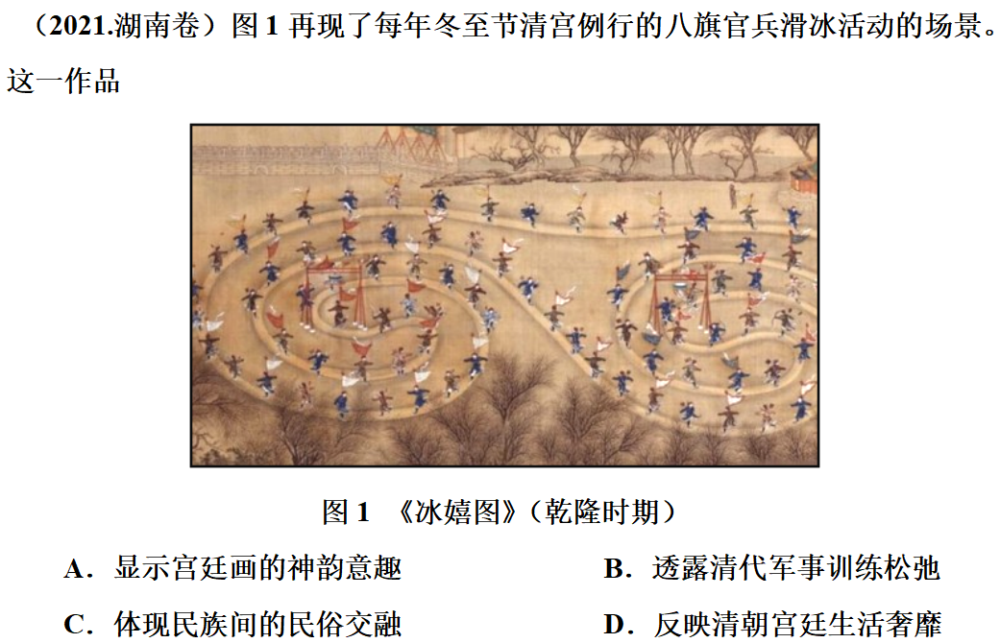 (2021.湖南卷)图 1 再现了每年冬至节清宫例行的八旗官兵滑冰活动的场景。
这一作品
图 1 《冰嬉图》(乾隆时期)
A．显示宫廷画的神韵意趣
B．透露清代军事训练松弛
C．体现民族间的民俗交融
D．反映清朝宫廷生活奢靡